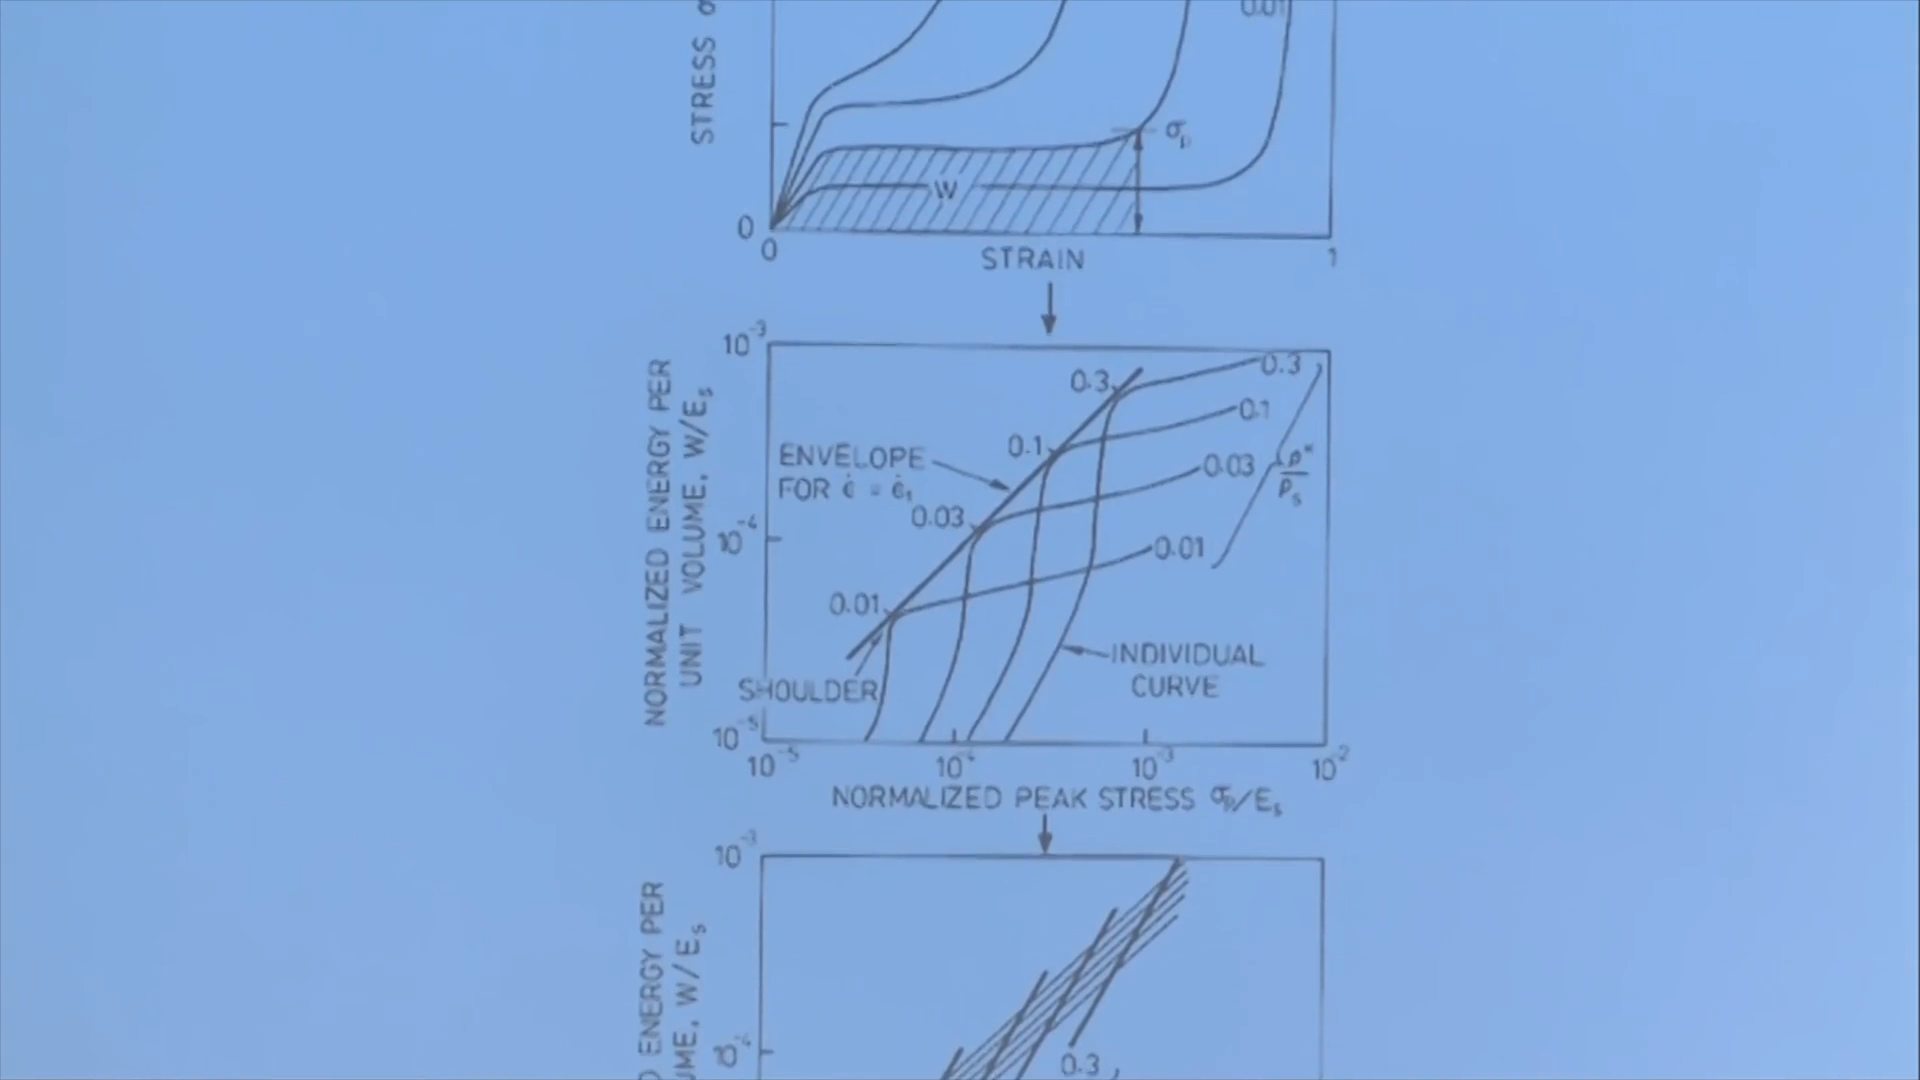 0.01
STRESS σ
σp
W
0
0
STRAIN
1
10⁻³
0.3
0.3
0.1
0.1
ENVELOPE
FOR ε̇ = ε̇₁
0.03
ρ*
ρs
0.03
10⁻⁴
0.01
0.01
NORMALIZED ENERGY PER
UNIT VOLUME, W/Es
INDIVIDUAL
CURVE
SHOULDER
10⁻⁵
10⁻⁵
10⁻⁴
10⁻³
10⁻²
NORMALIZED PEAK STRESS σp/Es
10⁻³
ENERGY PER
UME, W/Es
10⁻⁴
0.3